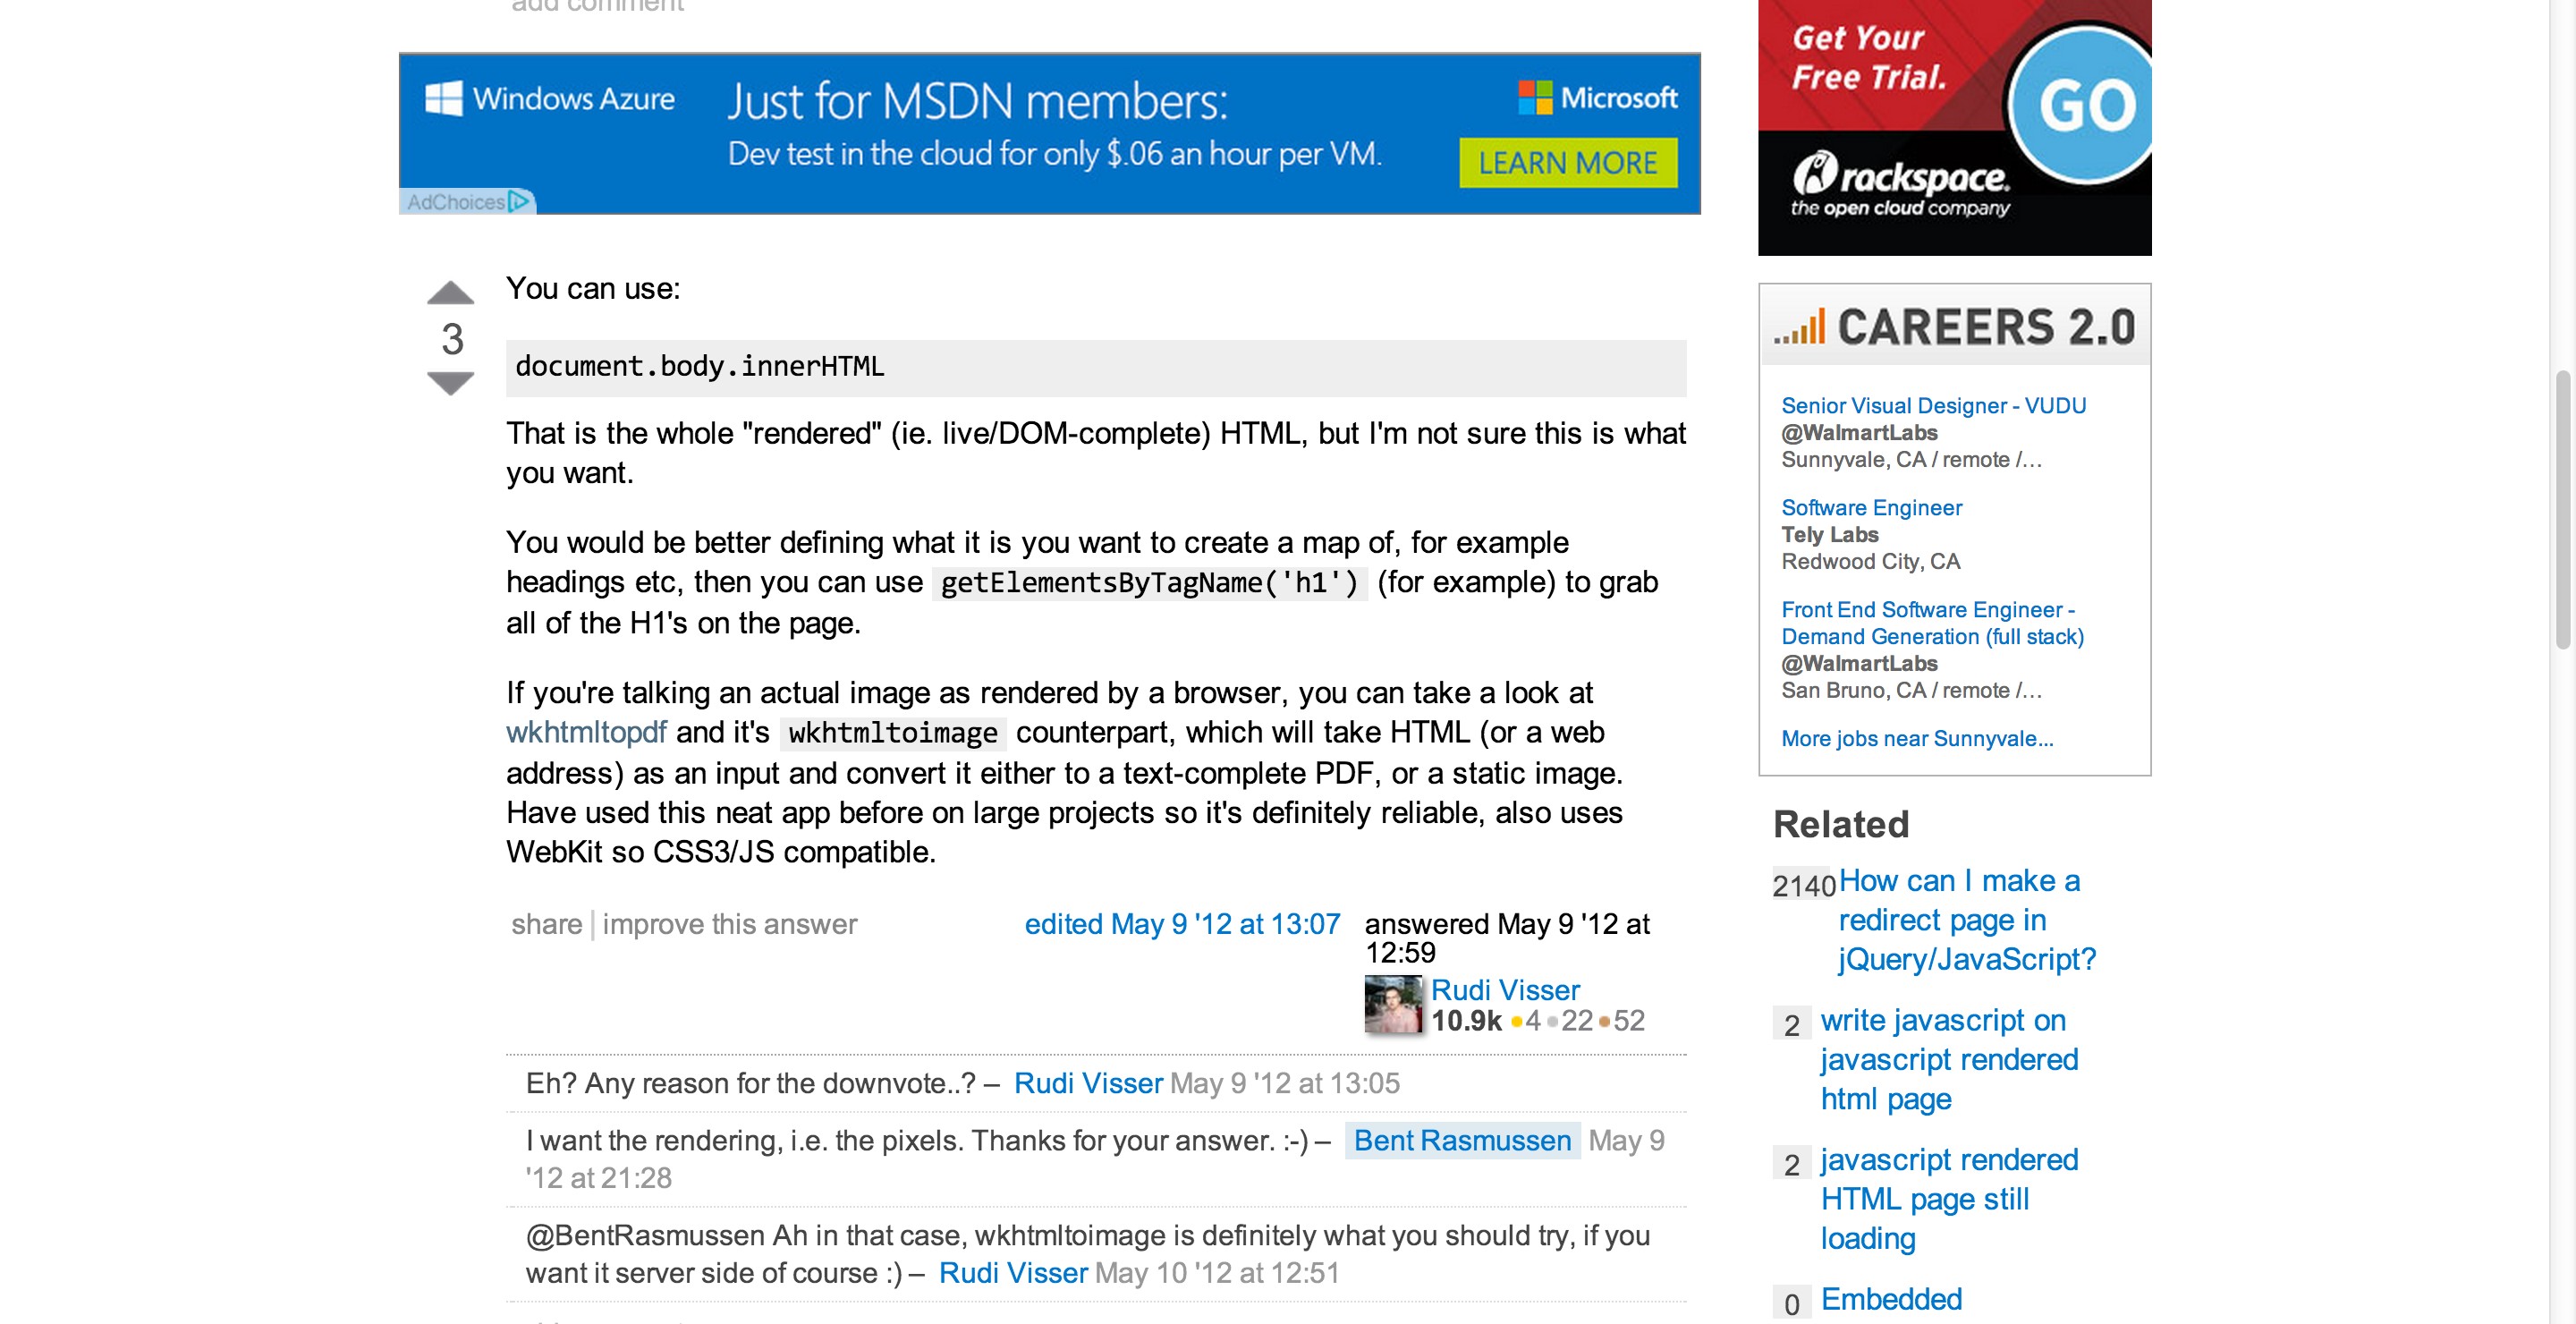 add comment
Windows Azure
Just for MSDN members:
Dev test in the cloud for only $.06 an hour per VM.
Microsoft
LEARN MORE
AdChoices
You can use:
3
document.body.innerHTML
That is the whole "rendered" (ie. live/DOM-complete) HTML, but I'm not sure this is what
you want.
You would be better defining what it is you want to create a map of, for example
headings etc, then you can use getElementsByTagName('h1') (for example) to grab
all of the H1's on the page.
If you're talking an actual image as rendered by a browser, you can take a look at
wkhtmltopdf and it's wkhtmltoimage counterpart, which will take HTML (or a web
address) as an input and convert it either to a text-complete PDF, or a static image.
Have used this neat app before on large projects so it's definitely reliable, also uses
WebKit so CSS3/JS compatible.
share improve this answer
edited May 9 '12 at 13:07
answered May 9 '12 at
12:59
Rudi Visser
10.9k 4 22 52
Eh? Any reason for the downvote..? – Rudi Visser May 9 '12 at 13:05
I want the rendering, i.e. the pixels. Thanks for your answer. :-) – Bent Rasmussen May 9
'12 at 21:28
@BentRasmussen Ah in that case, wkhtmltoimage is definitely what you should try, if you
want it server side of course :) – Rudi Visser May 10 '12 at 12:51
Get Your
Free Trial.
GO
rackspace.
the open cloud company
CAREERS 2.0
Senior Visual Designer - VUDU
@WalmartLabs
Sunnyvale, CA / remote /…
Software Engineer
Tely Labs
Redwood City, CA
Front End Software Engineer -
Demand Generation (full stack)
@WalmartLabs
San Bruno, CA / remote /…
More jobs near Sunnyvale...
Related
2140 How can I make a
redirect page in
jQuery/JavaScript?
2 write javascript on
javascript rendered
html page
2 javascript rendered
HTML page still
loading
0 Embedded